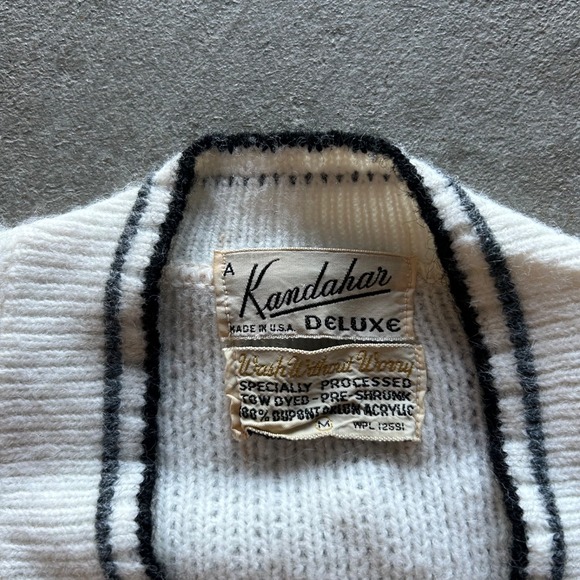 A
Kandahar
MADE IN U.S.A. DELUXE
Wash Without Worry
SPECIALLY PROCESSED
TOW DYED - PRE-SHRUNK
100% DUPONT ORLON ACRYLIC
M WPL 12591